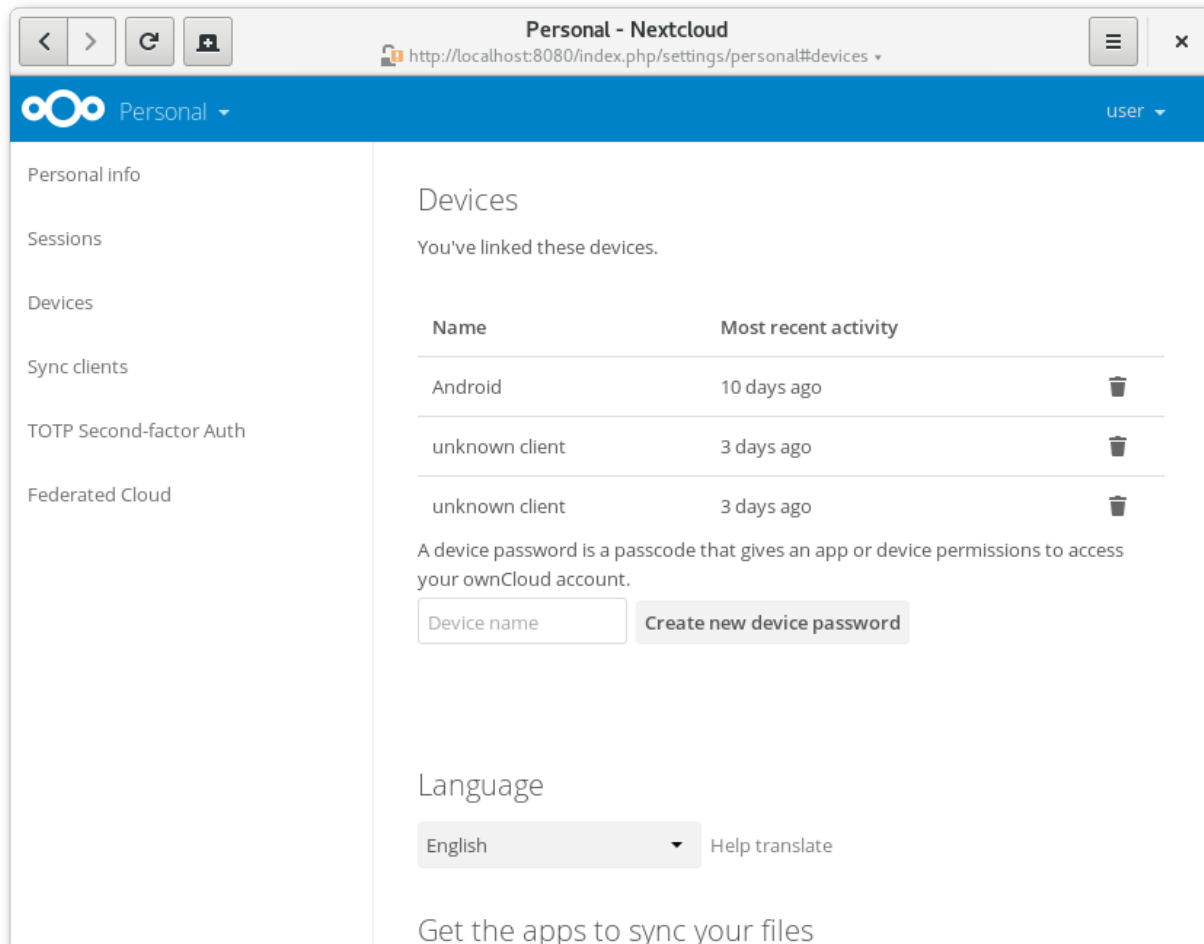 Personal - Nextcloud
http://localhost:8080/index.php/settings/personal#devices
Personal
user
Personal info
Sessions
Devices
Sync clients
TOTP Second-factor Auth
Federated Cloud
Devices
You've linked these devices.
Name Most recent activity
Android 10 days ago
unknown client 3 days ago
unknown client 3 days ago
A device password is a passcode that gives an app or device permissions to access
your ownCloud account.
Device name Create new device password
Language
English Help translate
Get the apps to sync your files